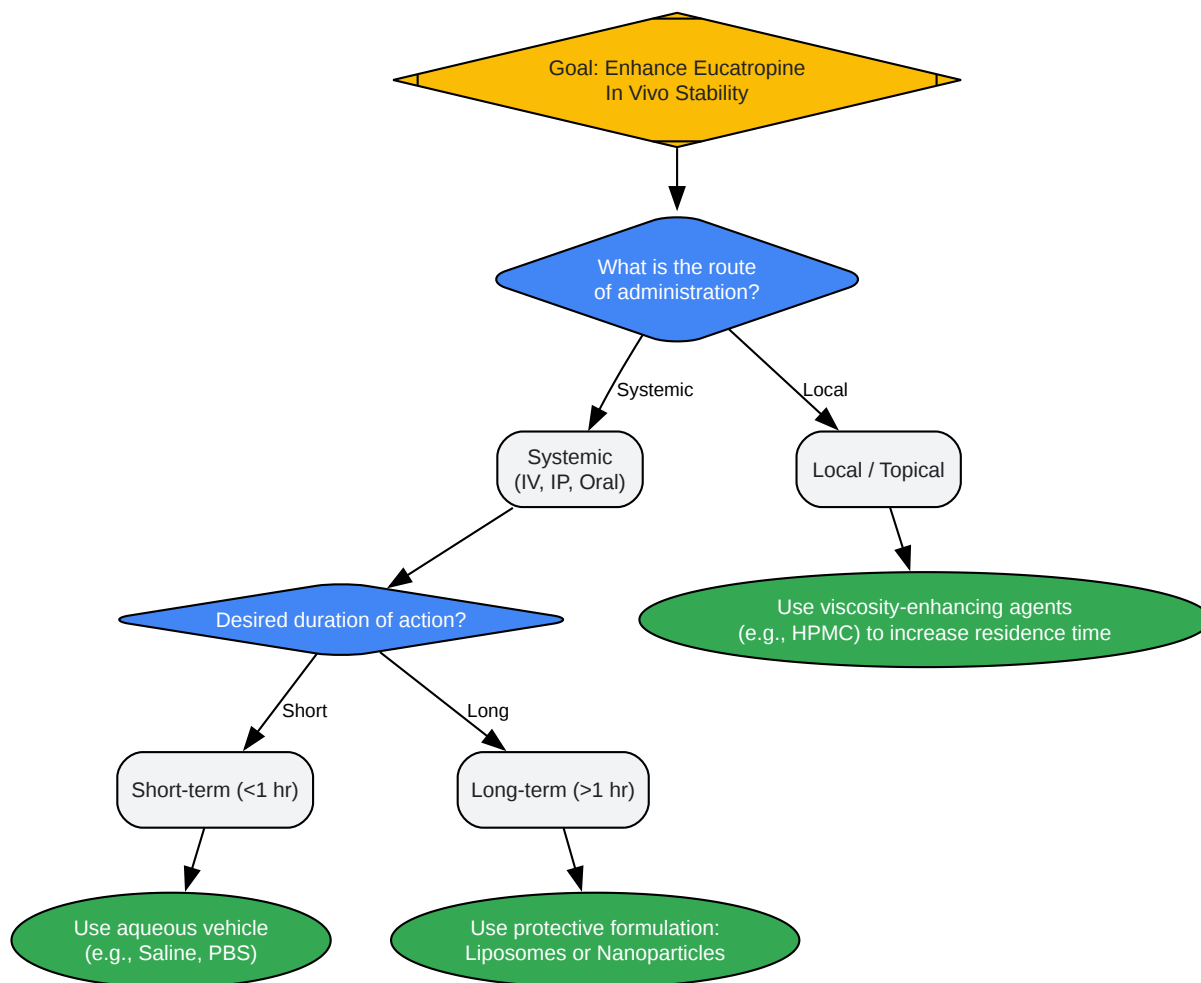 Goal: Enhance Eucatropine
In Vivo Stability
What is the route
of administration?
Systemic
Local
Systemic
(IV, IP, Oral)
Local / Topical
Desired duration of action?
Use viscosity-enhancing agents
(e.g., HPMC) to increase residence time
Short
Long
Short-term (<1 hr)
Long-term (>1 hr)
Use aqueous vehicle
(e.g., Saline, PBS)
Use protective formulation:
Liposomes or Nanoparticles